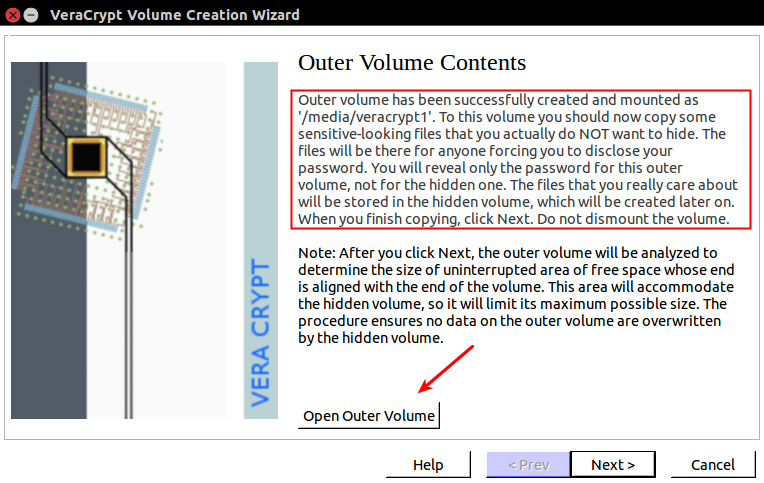 VeraCrypt Volume Creation Wizard
Outer Volume Contents
Outer volume has been successfully created and mounted as
'/media/veracrypt1'. To this volume you should now copy some
sensitive-looking files that you actually do NOT want to hide. The
files will be there for anyone forcing you to disclose your
password. You will reveal only the password for this outer
volume, not for the hidden one. The files that you really care about
will be stored in the hidden volume, which will be created later on.
When you finish copying, click Next. Do not dismount the volume.
Note: After you click Next, the outer volume will be analyzed to
determine the size of uninterrupted area of free space whose end
is aligned with the end of the volume. This area will accommodate
the hidden volume, so it will limit its maximum possible size. The
procedure ensures no data on the outer volume are overwritten
by the hidden volume.
VERA CRYPT
Open Outer Volume
Help
< Prev
Next >
Cancel